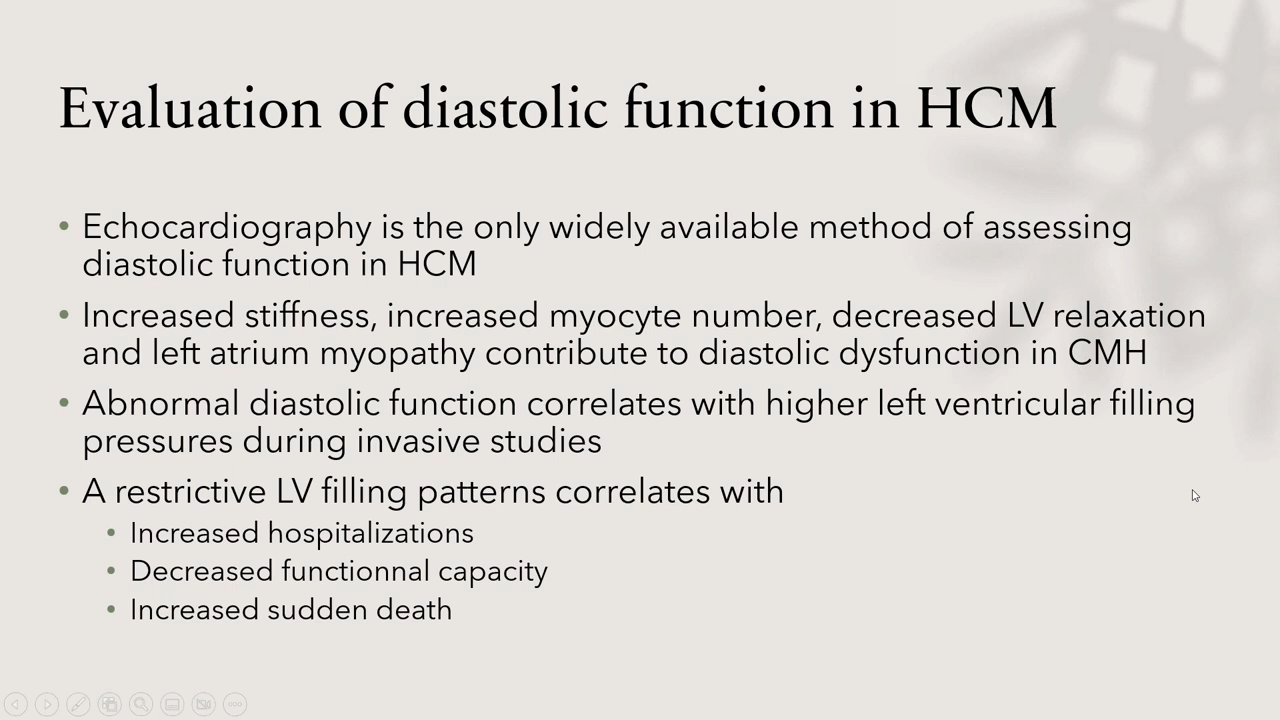 Evaluation of diastolic function in HCM
• Echocardiography is the only widely available method of assessing
diastolic function in HCM
• Increased stiffness, increased myocyte number, decreased LV relaxation
and left atrium myopathy contribute to diastolic dysfunction in CMH
• Abnormal diastolic function correlates with higher left ventricular filling
pressures during invasive studies
• A restrictive LV filling patterns correlates with
• Increased hospitalizations
• Decreased functionnal capacity
• Increased sudden death